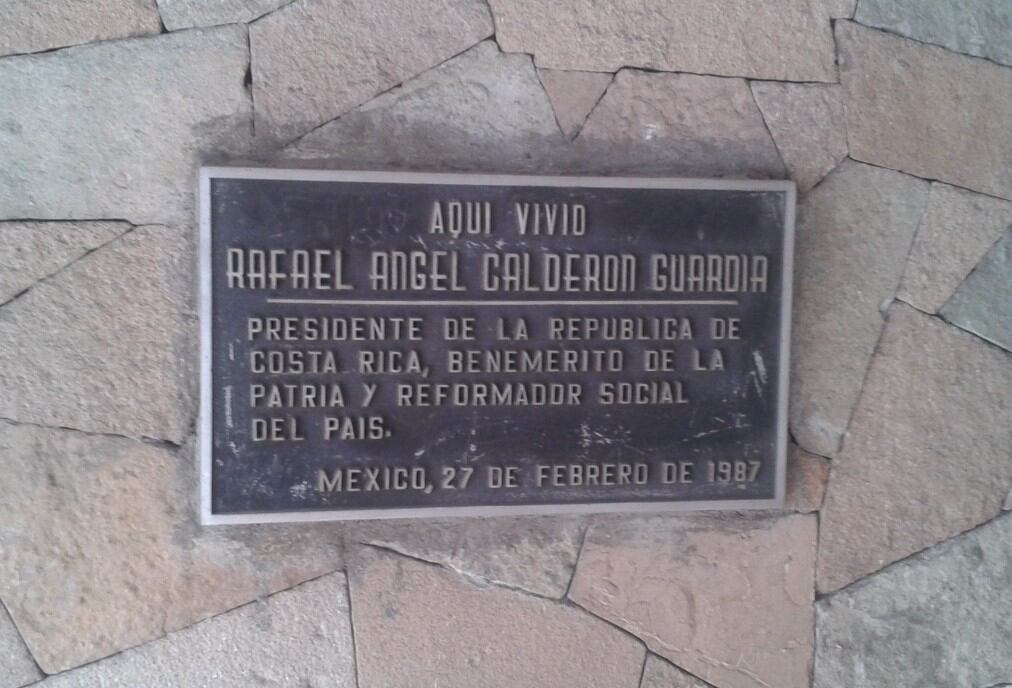 AQUI VIVIO
RAFAEL ANGEL CALDERON GUARDIA
PRESIDENTE DE LA REPUBLICA DE
COSTA RICA, BENEMERITO DE LA
PATRIA Y REFORMADOR SOCIAL
DEL PAIS.
MEXICO, 27 DE FEBRERO DE 1987